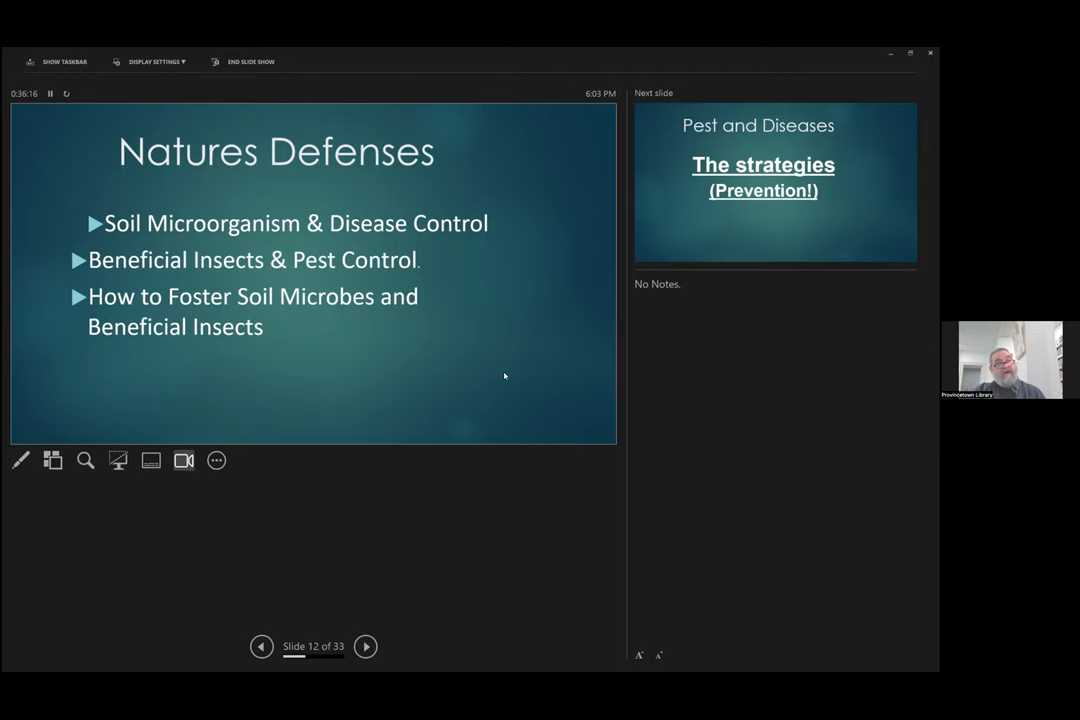 SHOW TASKBAR
DISPLAY SETTINGS ▼
END SLIDE SHOW
0:36:16
6:03 PM
Natures Defenses
▶Soil Microorganism & Disease Control
▶Beneficial Insects & Pest Control.
▶How to Foster Soil Microbes and
Beneficial Insects
Slide 12 of 33
Next slide
Pest and Diseases
The strategies
(Prevention!)
No Notes.
A A
Provincetown Library